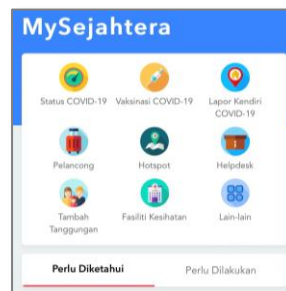 MySejahtera
Status COVID-19 Vaksinasi COVID-19 Lapor Kendiri
COVID-19
Pelancong Hotspot Helpdesk
Tambah Fasiliti Kesihatan Lain-lain
Tanggungan
Perlu Diketahui Perlu Dilakukan